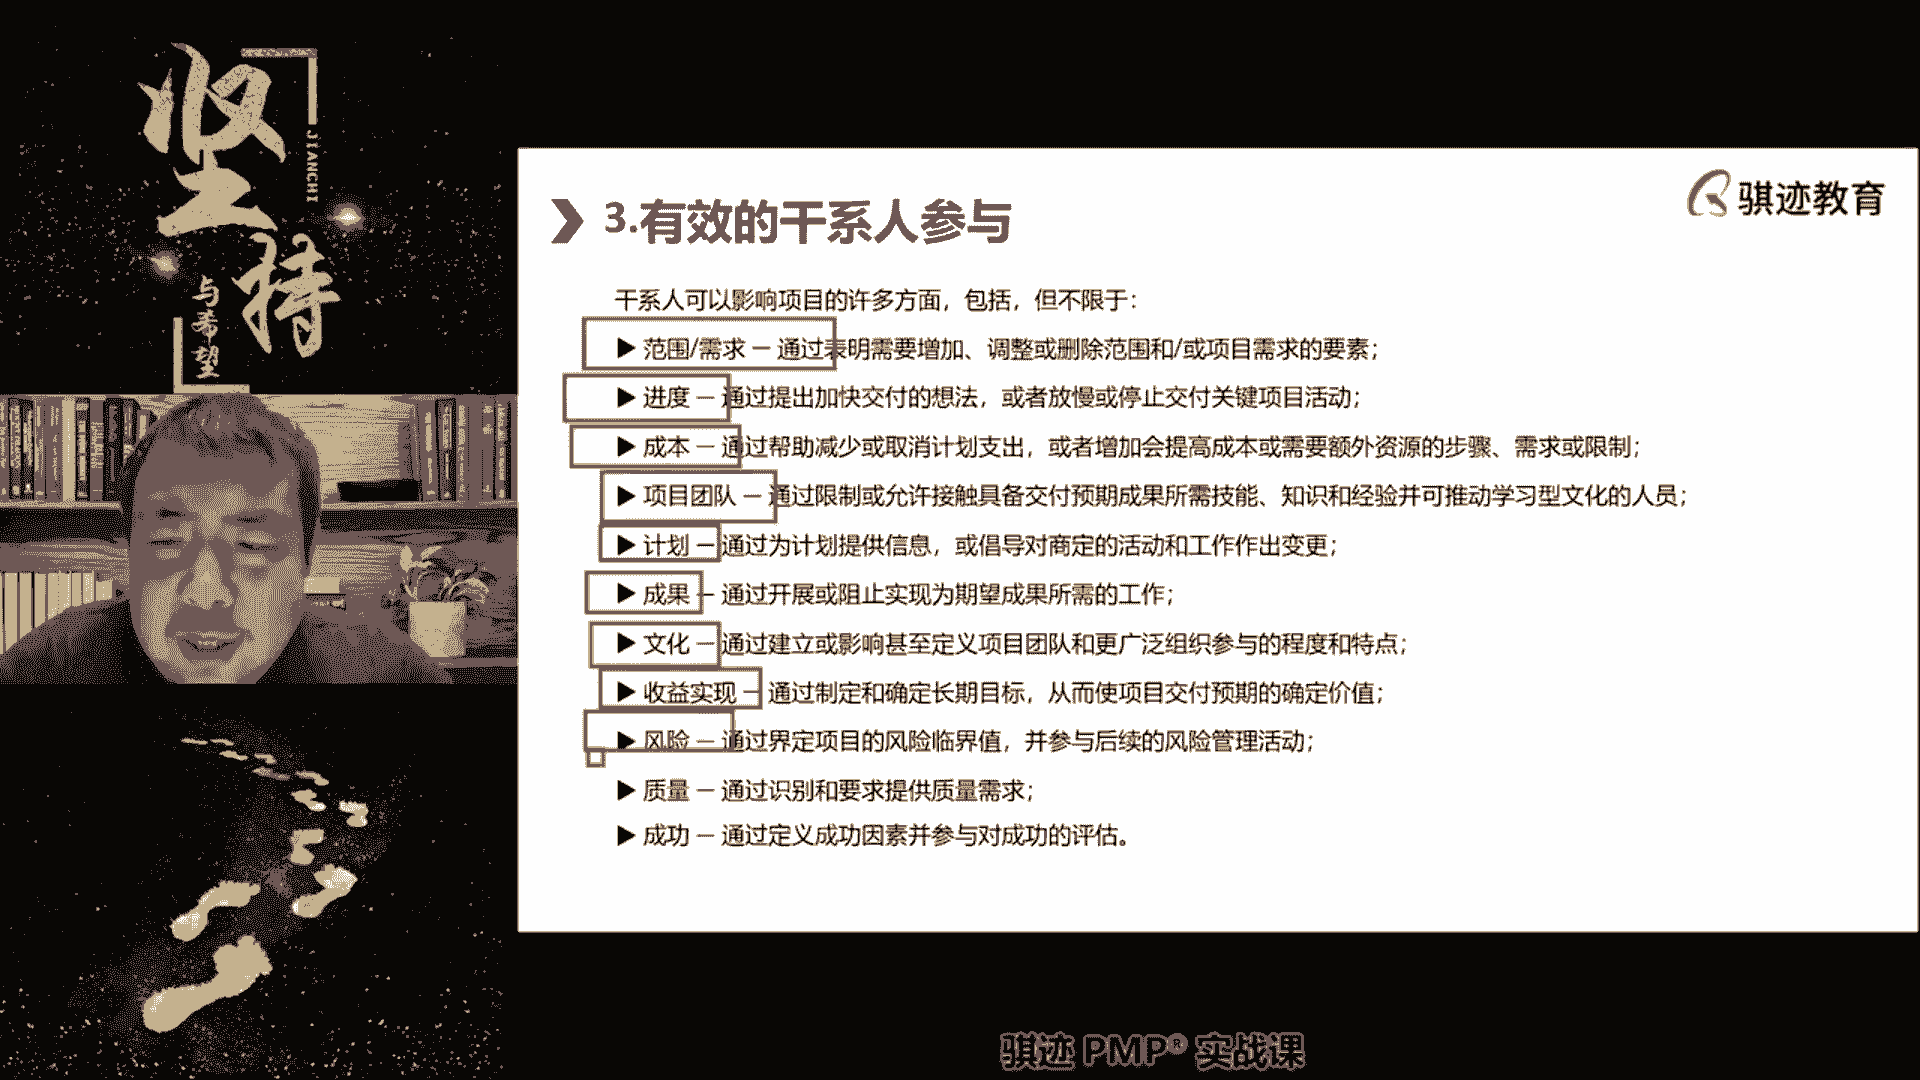 坚持
JIANCHI
与希望
骐迹教育
3.有效的干系人参与
干系人可以影响项目的许多方面，包括，但不限于：
▶ 范围/需求 — 通过表明需要增加、调整或删除范围和/或项目需求的要素；
▶ 进度 — 通过提出加快交付的想法，或者放慢或停止交付关键项目活动；
▶ 成本 — 通过帮助减少或取消计划支出，或者增加会提高成本或需要额外资源的步骤、需求或限制；
▶ 项目团队 — 通过限制或允许接触具备交付预期成果所需技能、知识和经验并可推动学习型文化的人员；
▶ 计划 — 通过为计划提供信息，或倡导对商定的活动和工作作出变更；
▶ 成果 — 通过开展或阻止实现为期望成果所需的工作；
▶ 文化 — 通过建立或影响甚至定义项目团队和更广泛组织参与的程度和特点；
▶ 收益实现 — 通过制定和确定长期目标，从而使项目交付预期的确定价值；
▶ 风险 — 通过界定项目的风险临界值，并参与后续的风险管理活动；
▶ 质量 — 通过识别和要求提供质量需求；
▶ 成功 — 通过定义成功因素并参与对成功的评估。
骐迹 PMP® 实战课